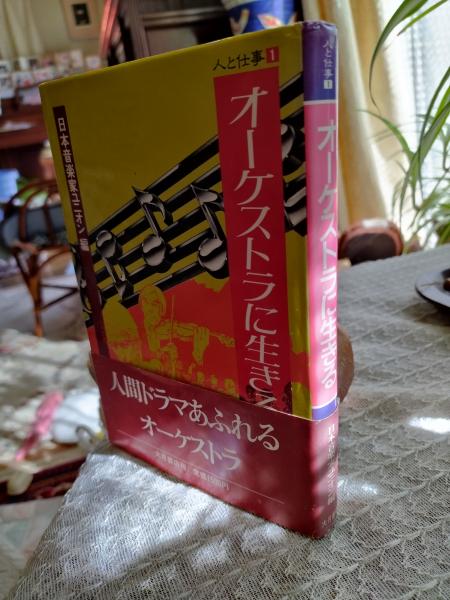 人と仕事1
オーケストラに生きる
日本音楽家ユニオン 編
人間ドラマあふれる
オーケストラ
人と仕事1
オーケストラに生きる